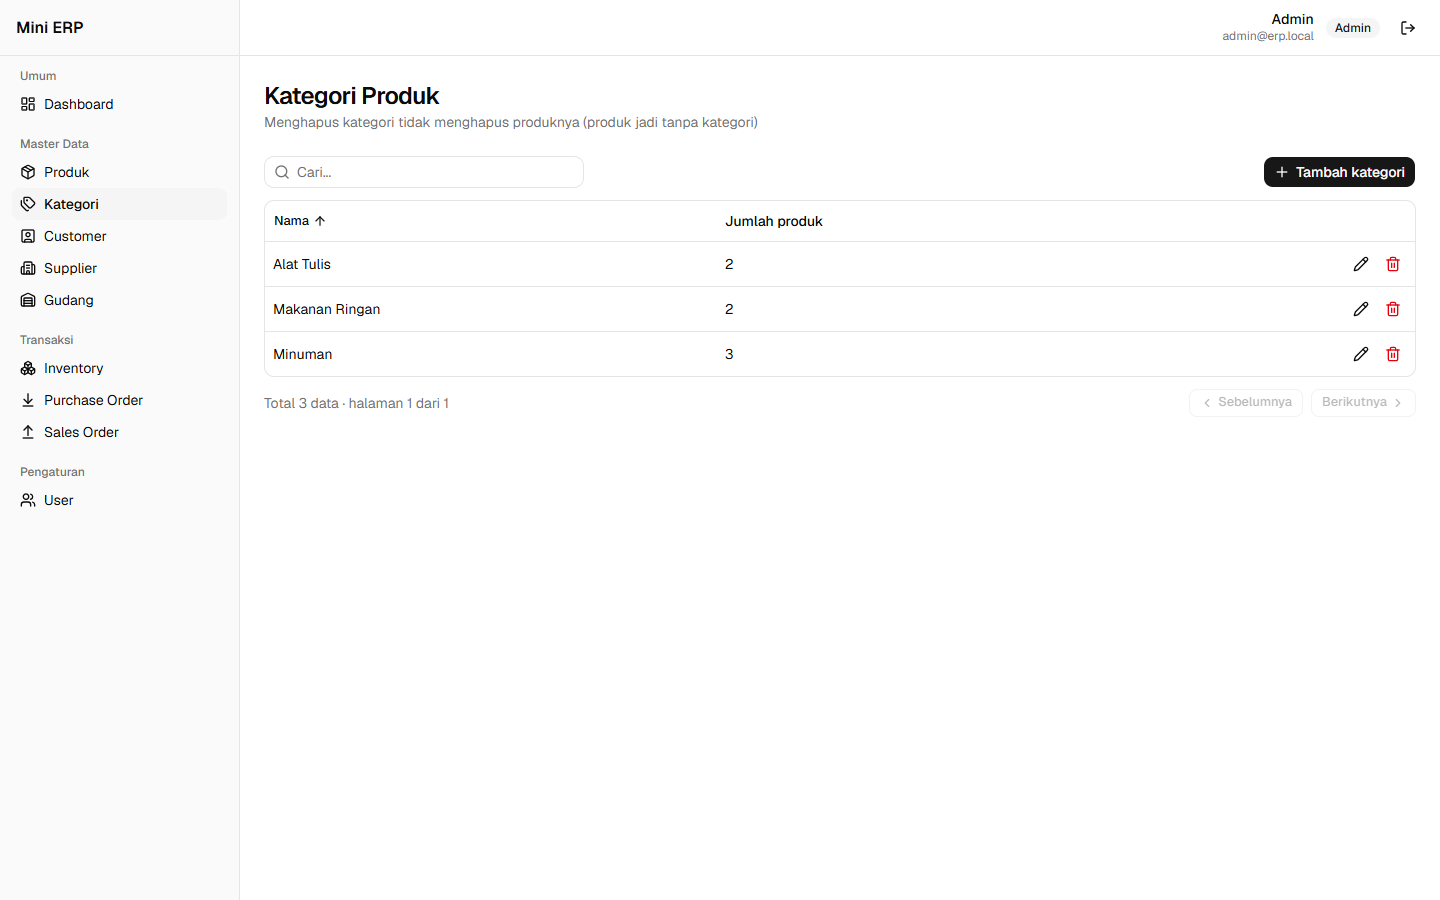 Mini ERP
Admin
admin@erp.local
Admin
Umum
Dashboard
Master Data
Produk
Kategori
Customer
Supplier
Gudang
Transaksi
Inventory
Purchase Order
Sales Order
Pengaturan
User
Kategori Produk
Menghapus kategori tidak menghapus produknya (produk jadi tanpa kategori)
Cari...
Tambah kategori
Nama Jumlah produk
Alat Tulis 2
Makanan Ringan 2
Minuman 3
Total 3 data · halaman 1 dari 1
Sebelumnya Berikutnya